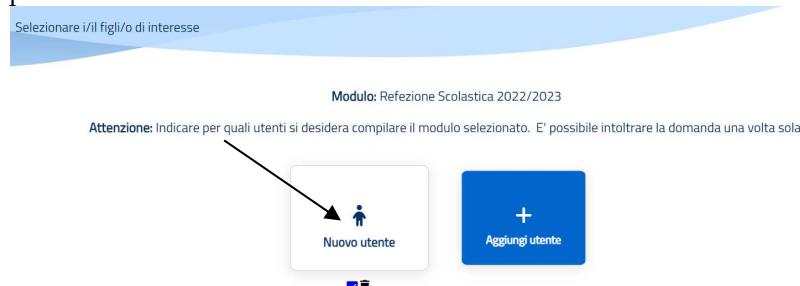 Selezionare i/il figli/o di interesse
Modulo: Refezione Scolastica 2022/2023
Attenzione: Indicare per quali utenti si desidera compilare il modulo selezionato. E' possibile intoltrare la domanda una volta sola
Nuovo utente
Aggiungi utente